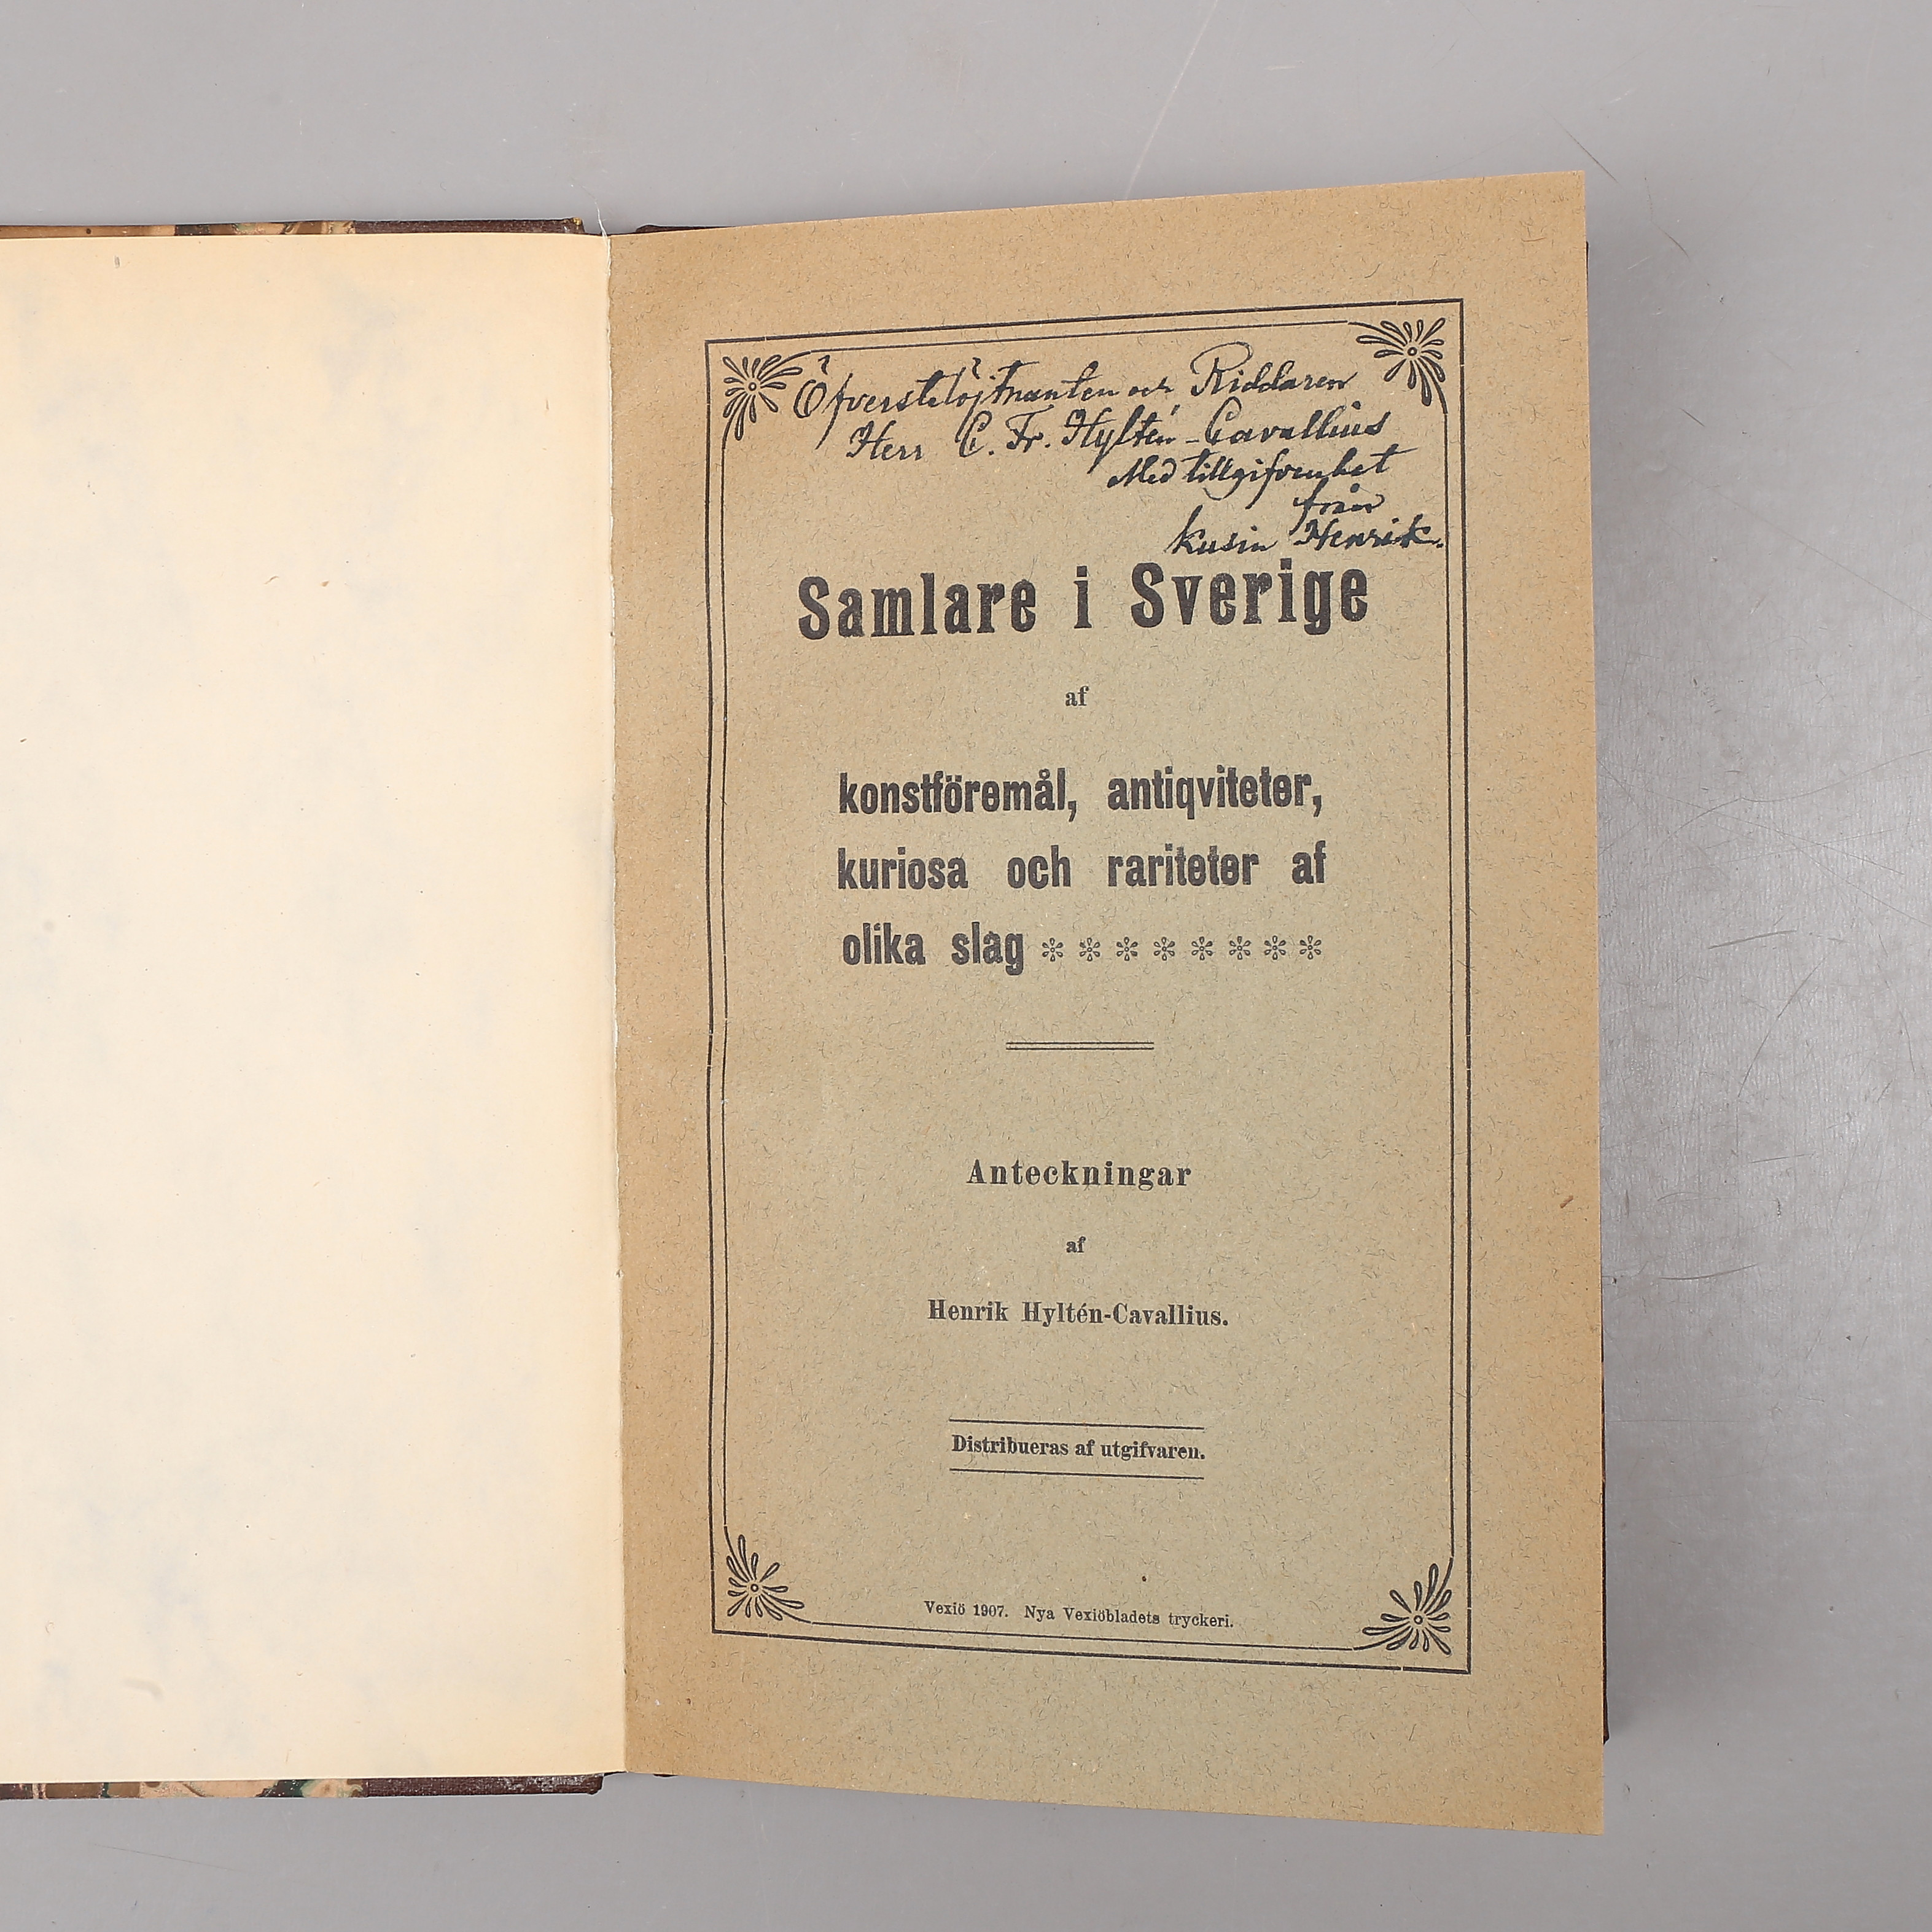 Öfverstelöjtnanten och Riddaren
Herr C. Fr. Hyltén-Cavallius
Med tillgifvenhet
från
Kusin Henrik.
Samlare i Sverige
af
konstföremål, antiqviteter,
kuriosa och rariteter af
olika slag
Anteckningar
af
Henrik Hyltén-Cavallius.
Distribueras af utgifvaren.
Vexiö 1907. Nya Vexiöbladets tryckeri.